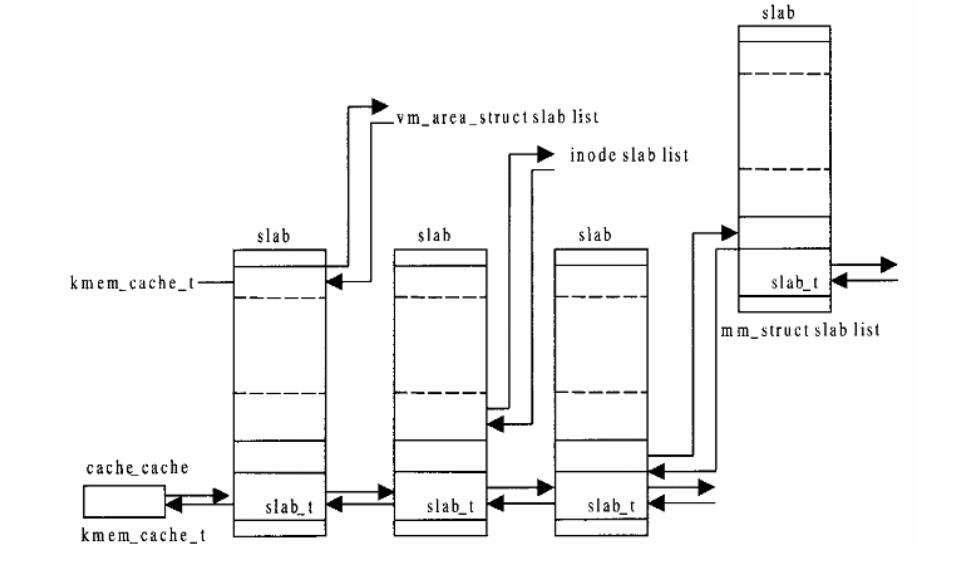 slab
vm_area_struct slab list
inode slab list
slab
slab
slab
kmem_cache_t
slab_t
mm_struct slab list
cache_cache
slab_t
slab_t
slab_t
kmem_cache_t